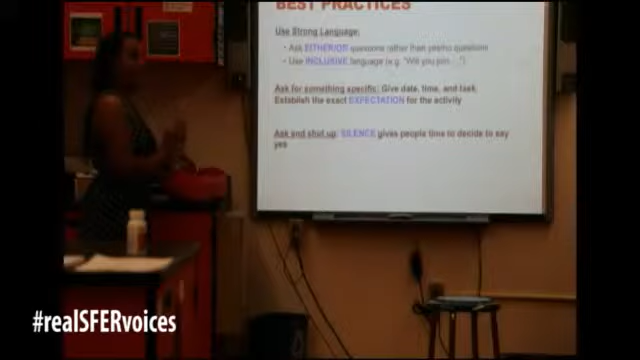 BEST PRACTICES
Use Strong Language:
• Ask EITHER/OR questions rather than yes/no questions
• Use INCLUSIVE language (e.g. "Will you join…")
Ask for something specific: Give date, time, and task.
Establish the exact EXPECTATION for the activity
Ask and shut up: SILENCE gives people time to decide to say
yes
#realSFERvoices